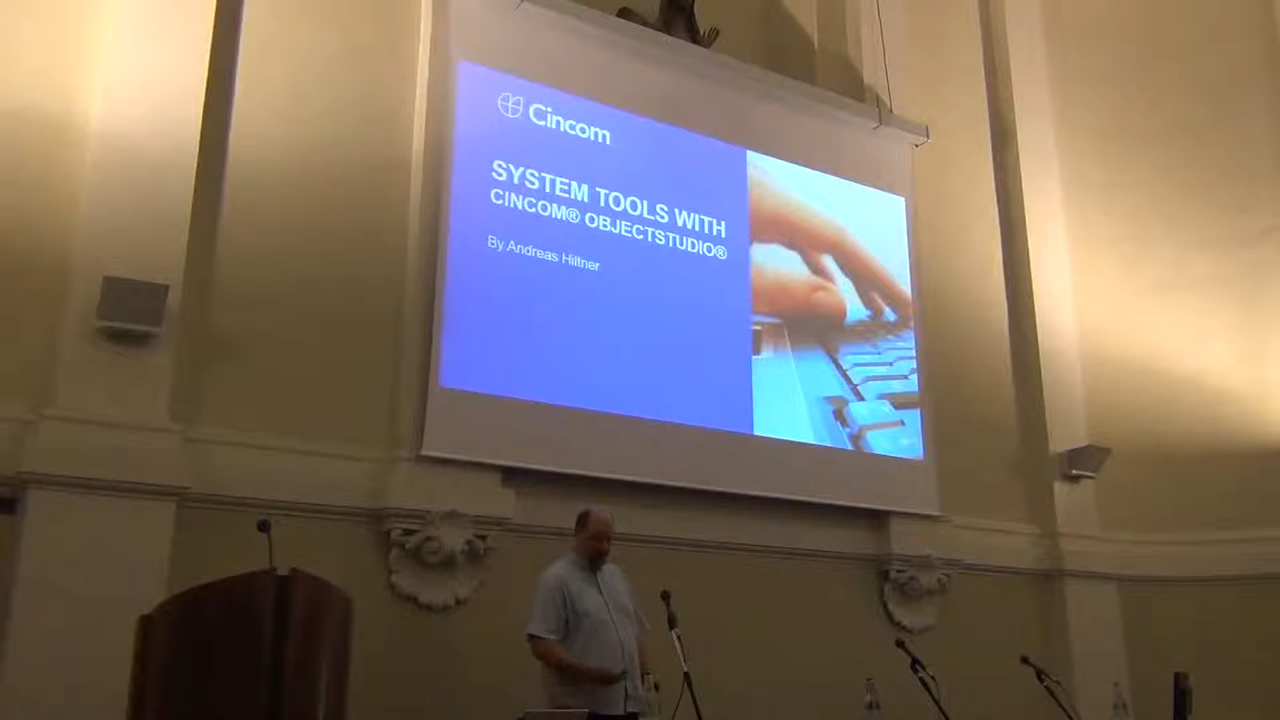 Cincom
SYSTEM TOOLS WITH
CINCOM® OBJECTSTUDIO®
By Andreas Hiltner